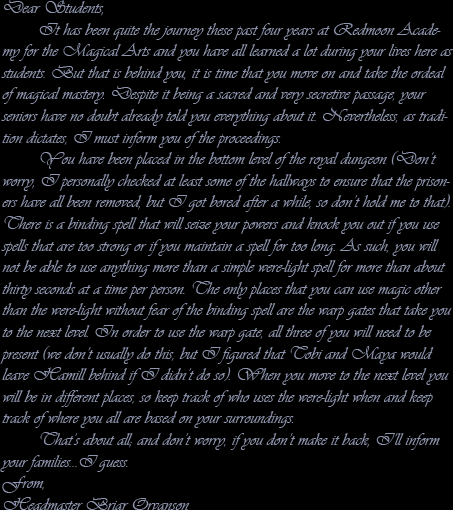 Dear Students,
It has been quite the journey these past four years at Redmoon Acade-
my for the Magical Arts and you have all learned a lot during your lives here as
students. But that is behind you, it is time that you move on and take the ordeal
of magical mastery. Despite it being a sacred and very secretive passage, your
seniors have no doubt already told you everything about it. Nevertheless, as tradi-
tion dictates, I must inform you of the proceedings.
You have been placed in the bottom level of the royal dungeon (Don't
worry, I personally checked at least some of the hallways to ensure that the prison-
ers have all been removed, but I got bored after a while, so don't hold me to that).
There is a binding spell that will seize your powers and knock you out if you use
spells that are too strong or if you maintain a spell for too long. As such, you will
not be able to use anything more than a simple were-light spell for more than about
thirty seconds at a time per person. The only places that you can use magic other
than the were-light without fear of the binding spell are the warp gates that take you
to the next level. In order to use the warp gate, all three of you will need to be
present (we don't usually do this, but I figured that Tobi and Maya would
leave Hamill behind if I didn't do so). When you move to the next level you
will be in different places, so keep track of who uses the were-light when and keep
track of where you all are based on your surroundings.
That's about all, and don't worry, if you don't make it back, I'll inform
your families...I guess.
From,
Headmaster Briar Orvanson